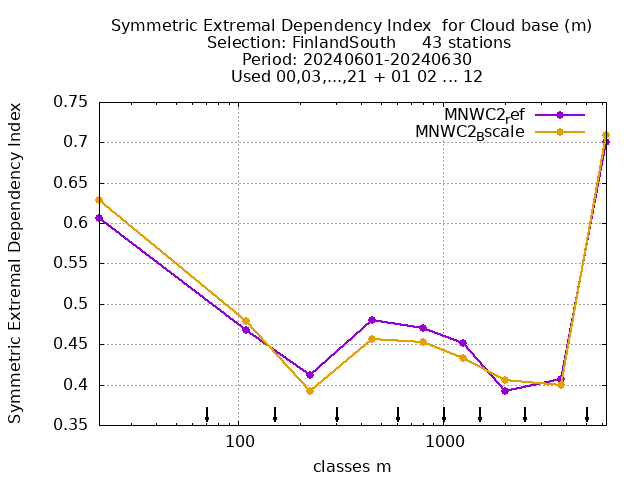 Symmetric Extremal Dependency Index  for Cloud base (m)
Selection: FinlandSouth     43 stations
Period: 20240601-20240630
Used 00,03,...,21 + 01 02 ... 12
MNWC2ref
MNWC2Bscale
Symmetric Extremal Dependency Index
0.75
0.7
0.65
0.6
0.55
0.5
0.45
0.4
0.35
100
1000
classes m